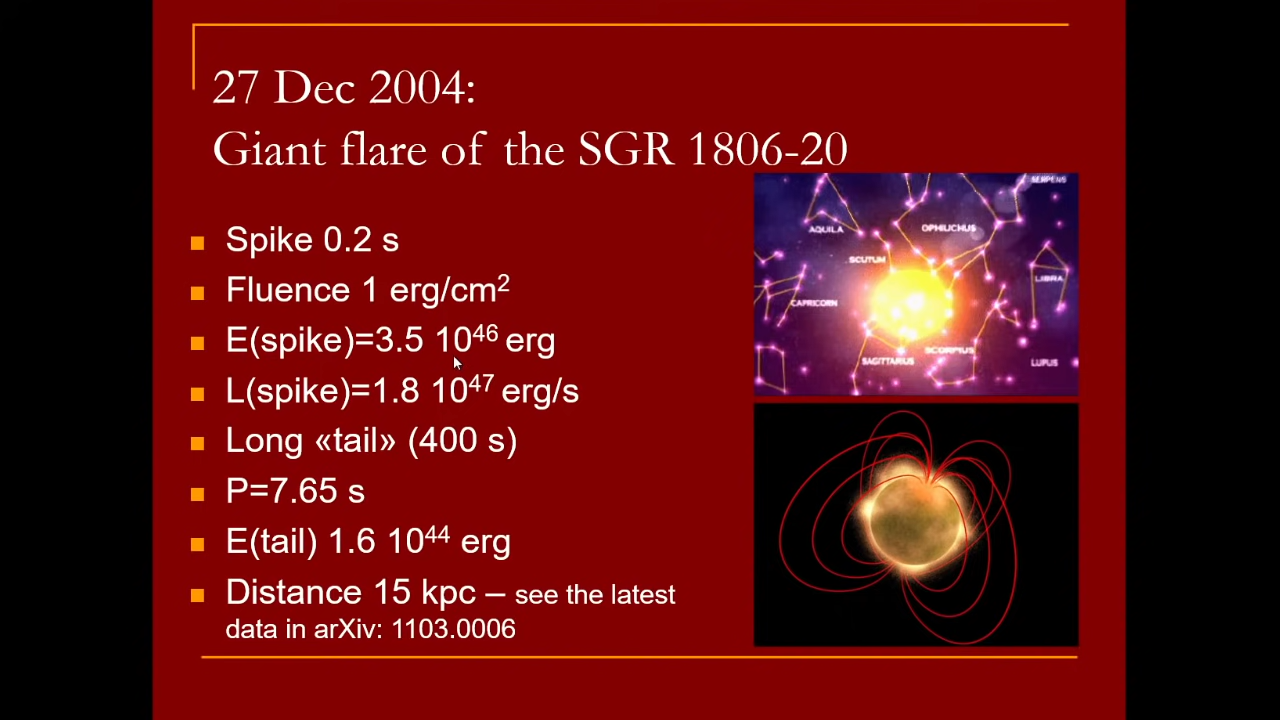 27 Dec 2004:
Giant flare of the SGR 1806-20
Spike 0.2 s
Fluence 1 erg/cm²
E(spike)=3.5 10⁴⁶ erg
L(spike)=1.8 10⁴⁷ erg/s
Long «tail» (400 s)
P=7.65 s
E(tail) 1.6 10⁴⁴ erg
Distance 15 kpc – see the latest
data in arXiv: 1103.0006
SERPENS
AQUILA
OPHIUCHUS
SCUTUM
LIBRA
CAPRICORN
SCORPIUS
SAGITTARIUS
LUPUS